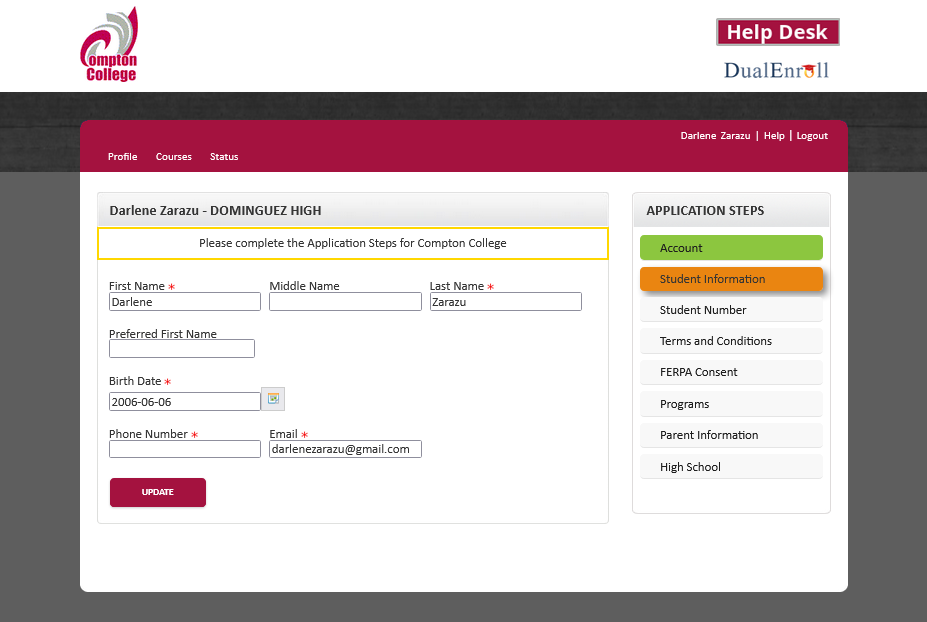 Compton
College
Help Desk
DualEnroll
Darlene Zarazu | Help | Logout
Profile Courses Status
Darlene Zarazu - DOMINGUEZ HIGH
Please complete the Application Steps for Compton College
First Name * Middle Name Last Name *
Darlene Zarazu
Preferred First Name
Birth Date *
2006-06-06
Phone Number * Email *
darlenezarazu@gmail.com
UPDATE
APPLICATION STEPS
Account
Student Information
Student Number
Terms and Conditions
FERPA Consent
Programs
Parent Information
High School